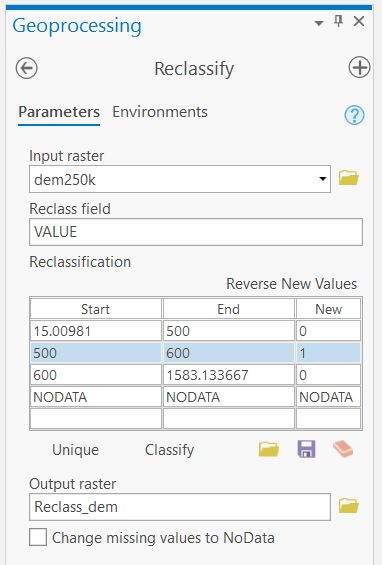 Geoprocessing
Reclassify
Parameters Environments
Input raster
dem250k
Reclass field
VALUE
Reclassification
Reverse New Values
Start End New
15.00981 500 0
500 600 1
600 1583.133667 0
NODATA NODATA NODATA
Unique Classify
Output raster
Reclass_dem
Change missing values to NoData